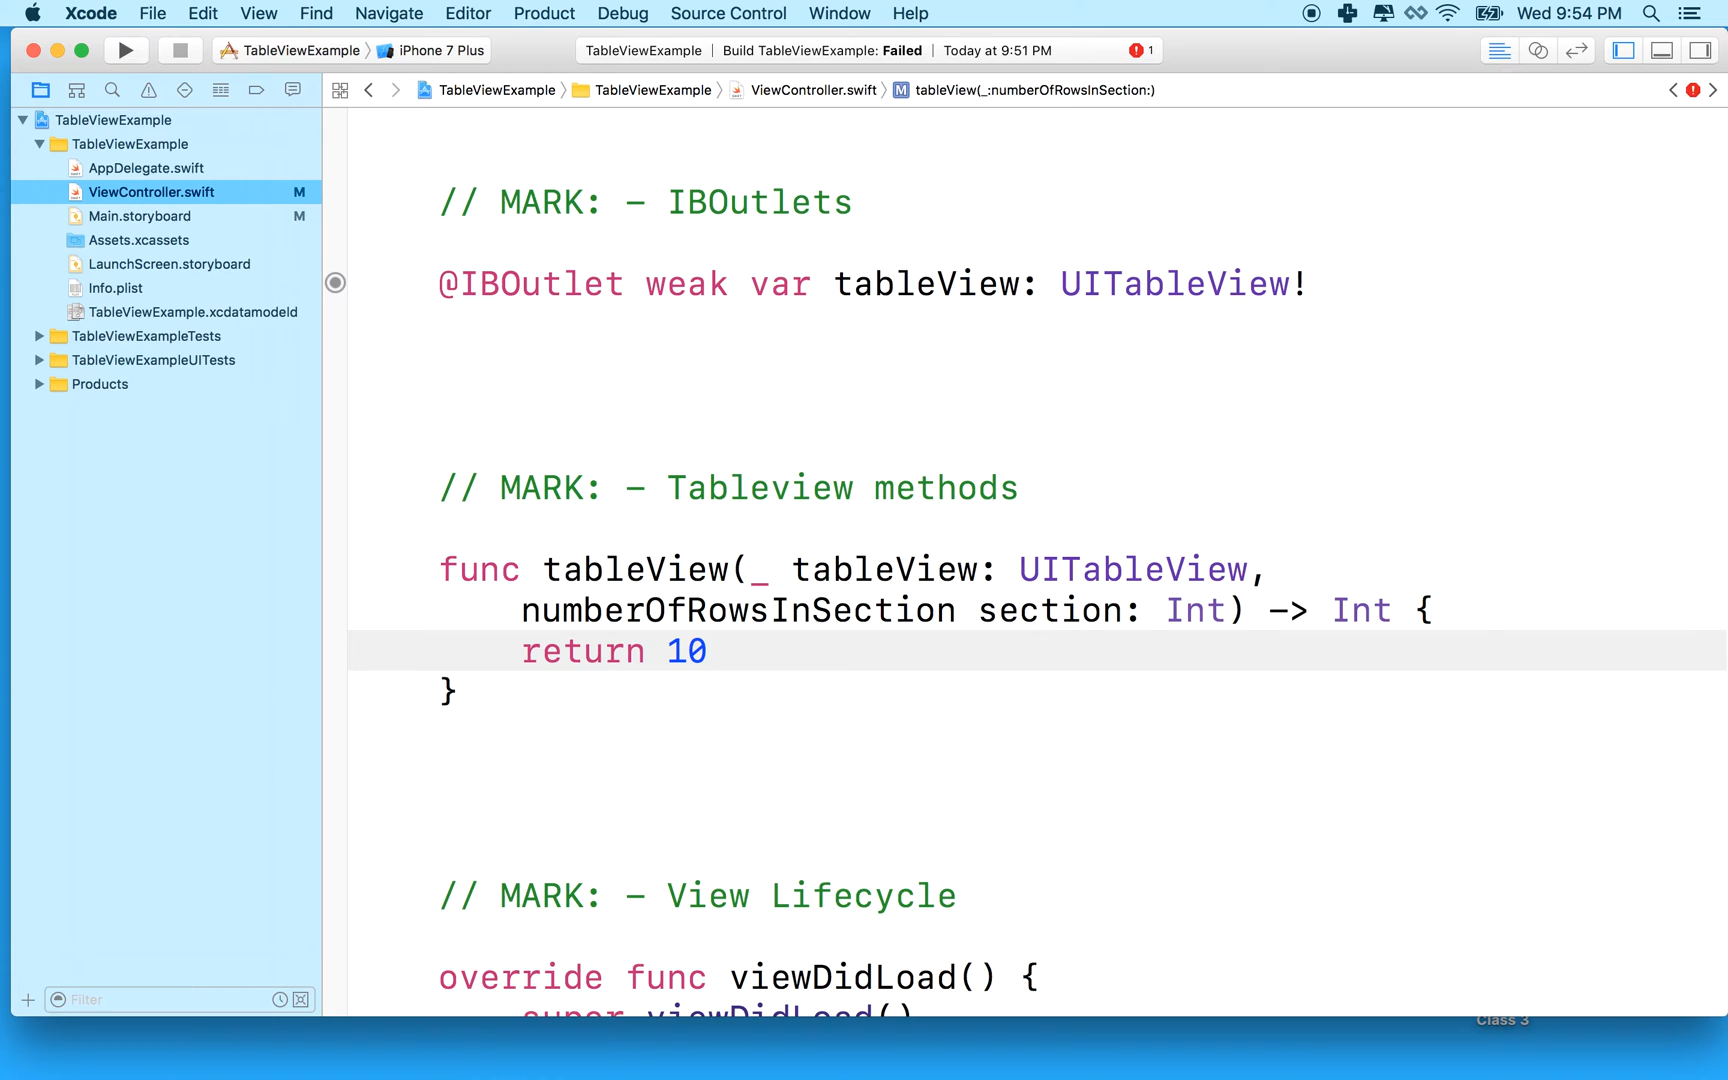 Xcode File Edit View Find Navigate Editor Product Debug Source Control Window Help Wed 9:54 PM
TableViewExample iPhone 7 Plus TableViewExample | Build TableViewExample: Failed | Today at 9:51 PM 1
TableViewExample TableViewExample ViewController.swift M tableView(_:numberOfRowsInSection:)
TableViewExample
TableViewExample
AppDelegate.swift
ViewController.swift M
Main.storyboard M
Assets.xcassets
LaunchScreen.storyboard
Info.plist
TableViewExample.xcdatamodeld
TableViewExampleTests
TableViewExampleUITests
Products
Filter
// MARK: – IBOutlets
@IBOutlet weak var tableView: UITableView!
// MARK: – Tableview methods
func tableView(_ tableView: UITableView,
numberOfRowsInSection section: Int) –> Int {
return 10
}
// MARK: – View Lifecycle
override func viewDidLoad() {
super.viewDidLoad()
Class 3